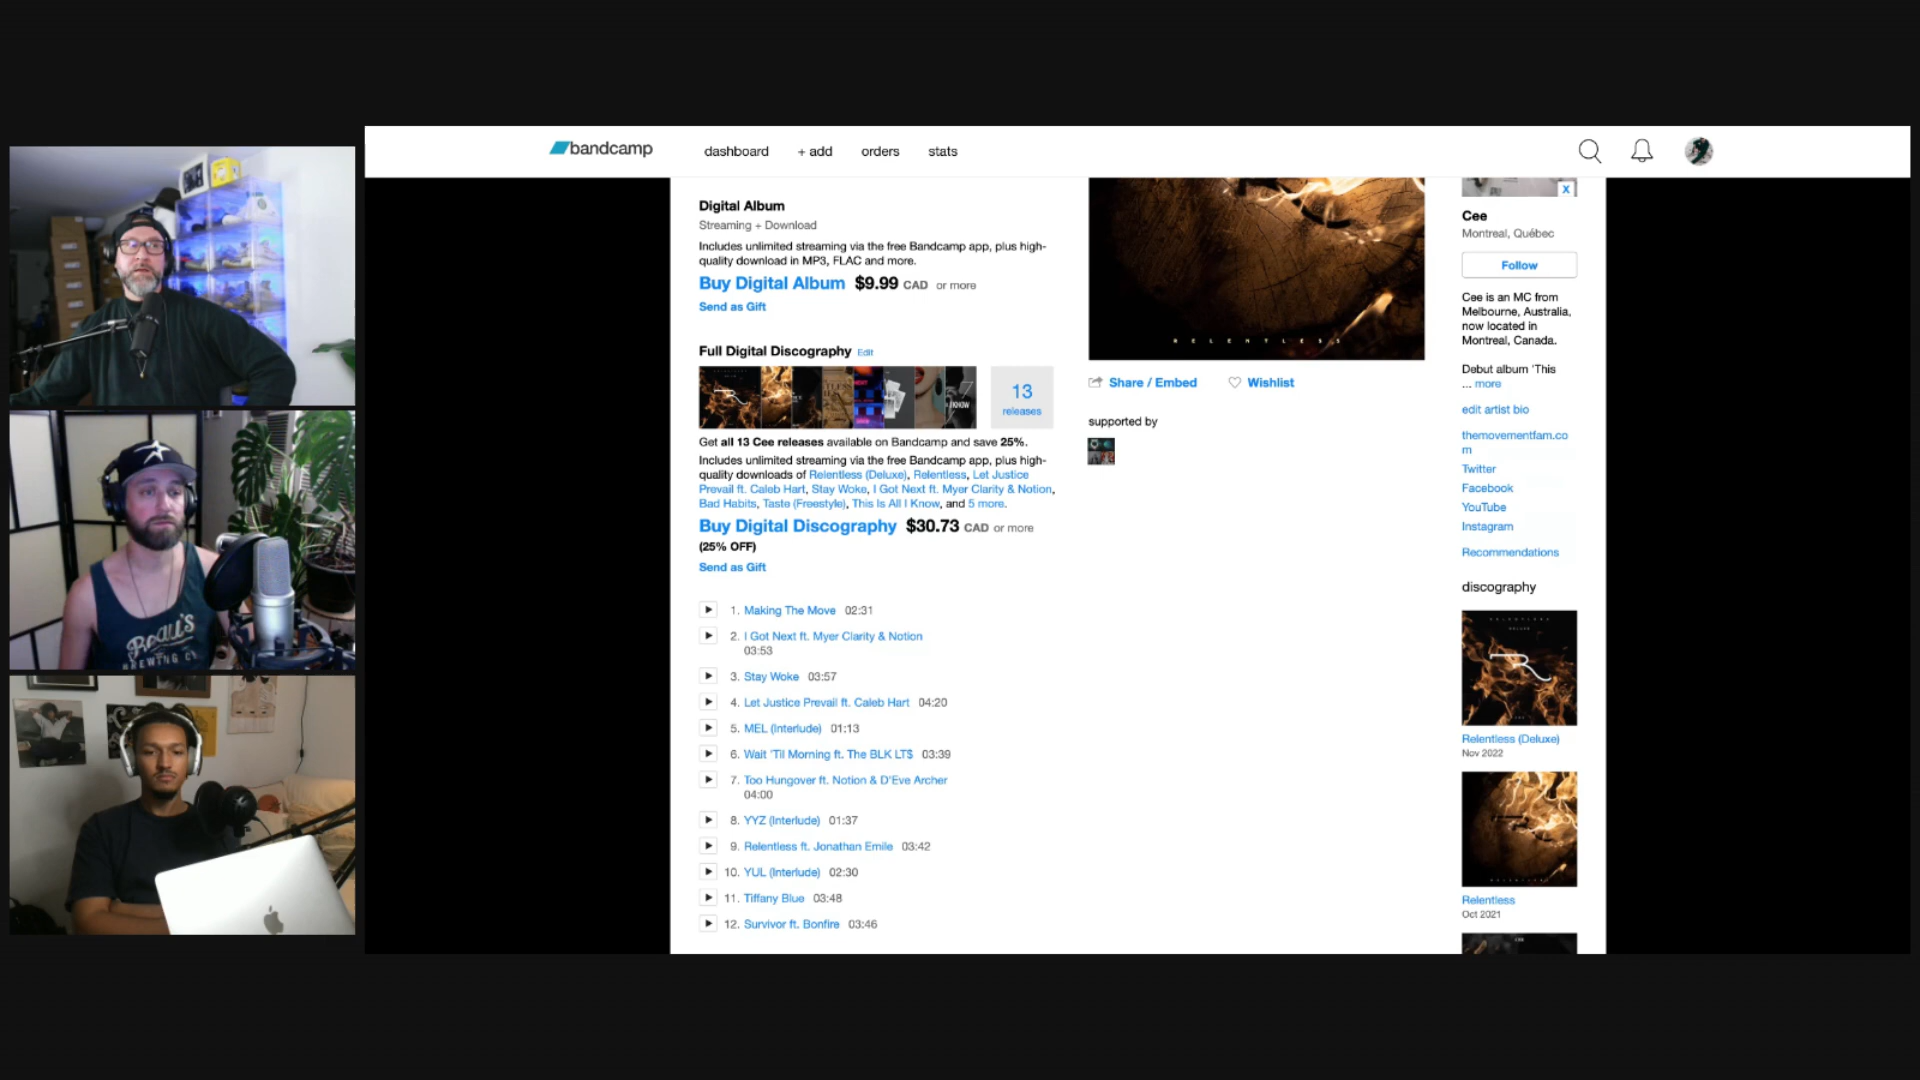 bandcamp
dashboard
+ add
orders
stats
Digital Album
Streaming + Download
Includes unlimited streaming via the free Bandcamp app, plus high-
quality download in MP3, FLAC and more.
Buy Digital Album $9.99 CAD or more
Send as Gift
Full Digital Discography Edit
13
releases
Get all 13 Cee releases available on Bandcamp and save 25%.
Includes unlimited streaming via the free Bandcamp app, plus high-
quality downloads of Relentless (Deluxe), Relentless, Let Justice
Prevail ft. Caleb Hart, Stay Woke, I Got Next ft. Myer Clarity & Notion,
Bad Habits, Taste (Freestyle), This Is All I Know, and 5 more.
Buy Digital Discography $30.73 CAD or more
(25% OFF)
Send as Gift
1. Making The Move 02:31
2. I Got Next ft. Myer Clarity & Notion
03:53
3. Stay Woke 03:57
4. Let Justice Prevail ft. Caleb Hart 04:20
5. MEL (Interlude) 01:13
6. Wait 'Til Morning ft. The BLK LT$ 03:39
7. Too Hungover ft. Notion & D'Eve Archer
04:00
8. YYZ (Interlude) 01:37
9. Relentless ft. Jonathan Emile 03:42
10. YUL (Interlude) 02:30
11. Tiffany Blue 03:48
12. Survivor ft. Bonfire 03:46
RELENTLESS
Share / Embed
Wishlist
supported by
X
Cee
Montreal, Québec
Follow
Cee is an MC from
Melbourne, Australia,
now located in
Montreal, Canada.
Debut album 'This
... more
edit artist bio
themovementfam.co
m
Twitter
Facebook
YouTube
Instagram
Recommendations
discography
Relentless (Deluxe)
Nov 2022
Relentless
Oct 2021
Beau's
BREWING CO